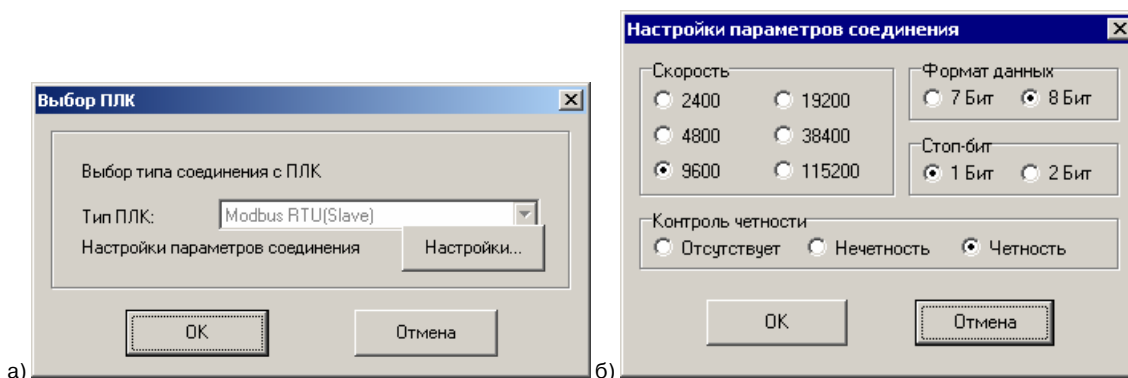 Выбор ПЛК
Выбор типа соединения с ПЛК
Тип ПЛК: Modbus RTU(Slave)
Настройки параметров соединения Настройки...
OK Отмена
а)
Настройки параметров соединения
Скорость
2400 19200
4800 38400
9600 115200
Формат данных
7 Бит 8 Бит
Стоп-бит
1 Бит 2 Бит
Контроль четности
Отсутствует Нечетность Четность
OK Отмена
б)